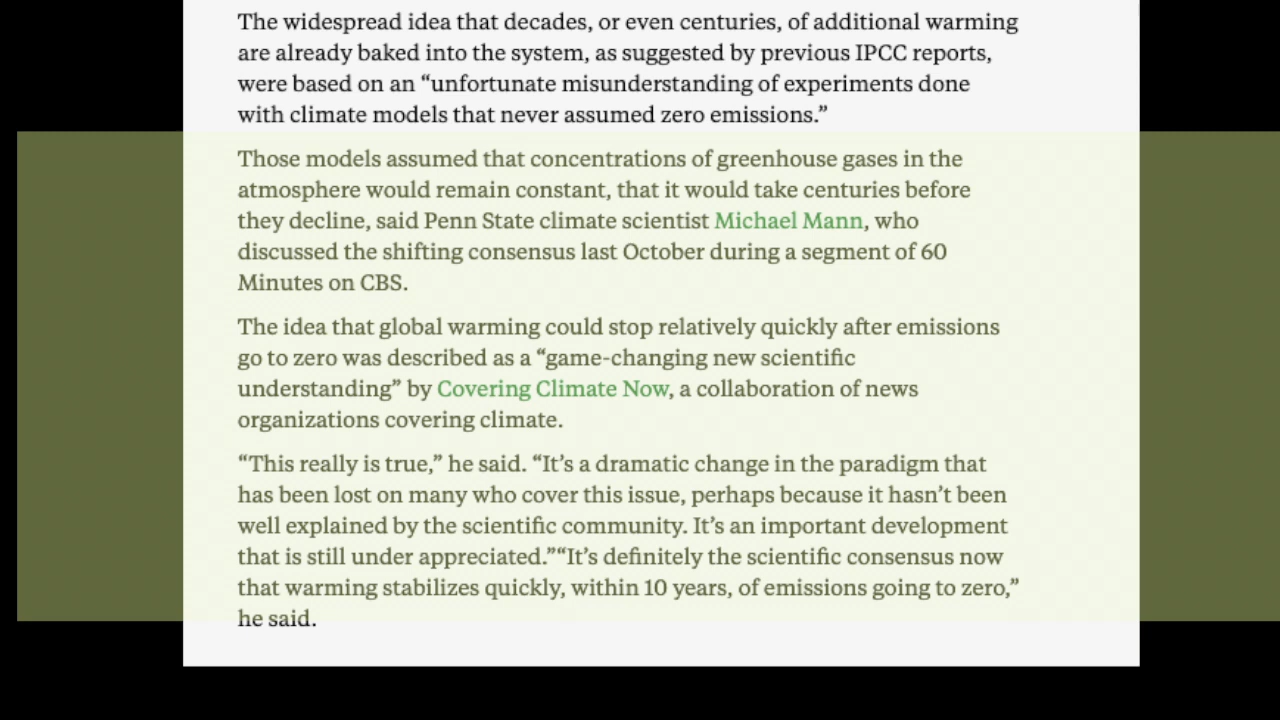 The widespread idea that decades, or even centuries, of additional warming
are already baked into the system, as suggested by previous IPCC reports,
were based on an “unfortunate misunderstanding of experiments done
with climate models that never assumed zero emissions.”
Those models assumed that concentrations of greenhouse gases in the
atmosphere would remain constant, that it would take centuries before
they decline, said Penn State climate scientist Michael Mann, who
discussed the shifting consensus last October during a segment of 60
Minutes on CBS.
The idea that global warming could stop relatively quickly after emissions
go to zero was described as a “game-changing new scientific
understanding” by Covering Climate Now, a collaboration of news
organizations covering climate.
“This really is true,” he said. “It’s a dramatic change in the paradigm that
has been lost on many who cover this issue, perhaps because it hasn’t been
well explained by the scientific community. It’s an important development
that is still under appreciated.”“It’s definitely the scientific consensus now
that warming stabilizes quickly, within 10 years, of emissions going to zero,”
he said.